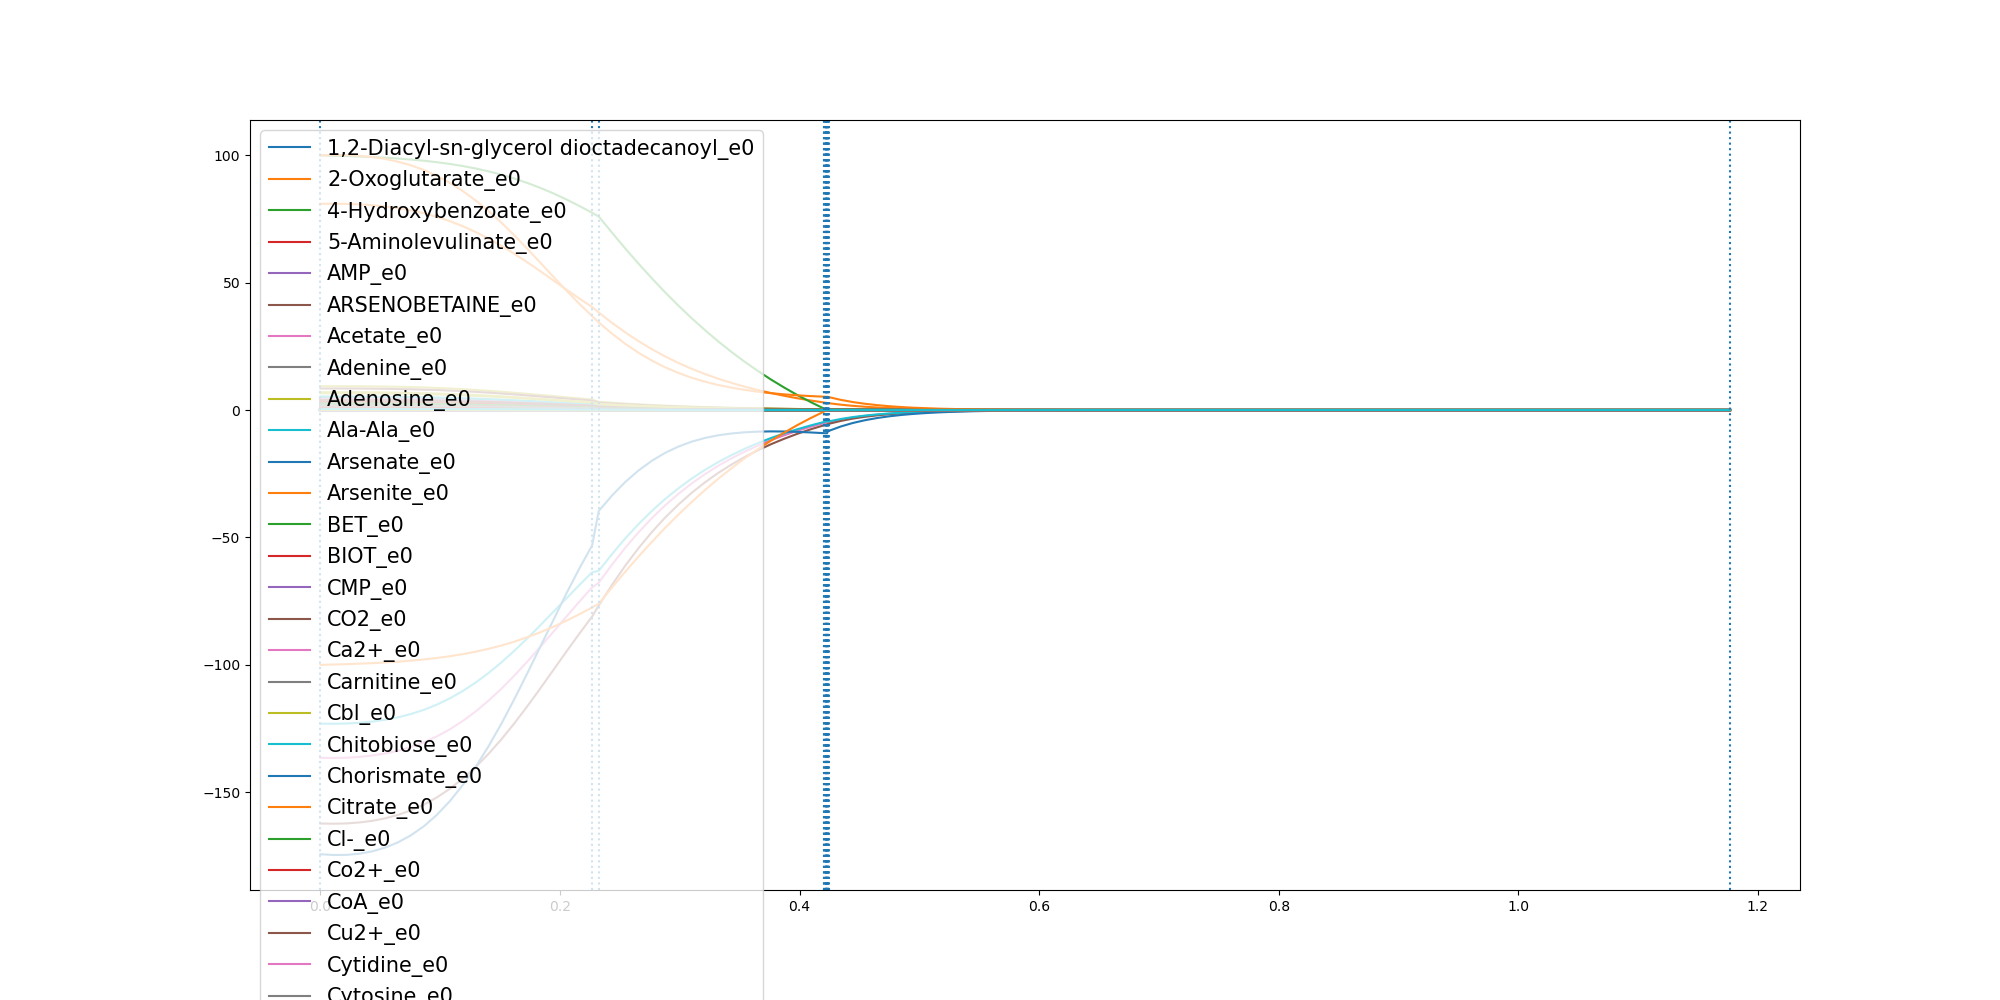 100
50
0
−50
−100
−150
1,2-Diacyl-sn-glycerol dioctadecanoyl_e0
2-Oxoglutarate_e0
4-Hydroxybenzoate_e0
5-Aminolevulinate_e0
AMP_e0
ARSENOBETAINE_e0
Acetate_e0
Adenine_e0
Adenosine_e0
Ala-Ala_e0
Arsenate_e0
Arsenite_e0
BET_e0
BIOT_e0
CMP_e0
CO2_e0
Ca2+_e0
Carnitine_e0
Cbl_e0
Chitobiose_e0
Chorismate_e0
Citrate_e0
Cl-_e0
Co2+_e0
CoA_e0
Cu2+_e0
Cytidine_e0
Cytosine_e0
0.0 0.2 0.4 0.6 0.8 1.0 1.2